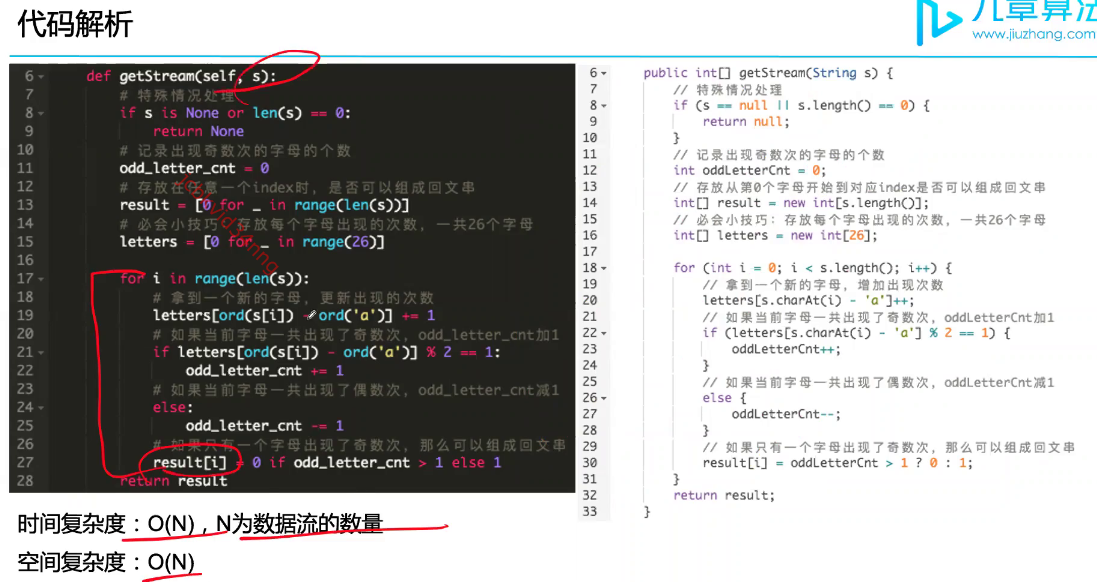 代码解析
九章算法
www.jiuzhang.com
6 def getStream(self, s):
7 # 特殊情况处理
8 if s is None or len(s) == 0:
9 return None
10 # 记录出现奇数次的字母的个数
11 odd_letter_cnt = 0
12 # 存放在任意一个index时，是否可以组成回文串
13 result = [0 for _ in range(len(s))]
14 # 必会小技巧：存放每个字母出现的次数，一共26个字母
15 letters = [0 for _ in range(26)]
16
17 for i in range(len(s)):
18 # 拿到一个新的字母，更新出现的次数
19 letters[ord(s[i]) - ord('a')] += 1
20 # 如果当前字母一共出现了奇数次，odd_letter_cnt加1
21 if letters[ord(s[i]) - ord('a')] % 2 == 1:
22 odd_letter_cnt += 1
23 # 如果当前字母一共出现了偶数次，odd_letter_cnt减1
24 else:
25 odd_letter_cnt -= 1
26 # 如果只有一个字母出现了奇数次，那么可以组成回文串
27 result[i] = 0 if odd_letter_cnt > 1 else 1
28 return result
6 public int[] getStream(String s) {
7 // 特殊情况处理
8 if (s == null || s.length() == 0) {
9 return null;
10 }
11 // 记录出现奇数次的字母的个数
12 int oddLetterCnt = 0;
13 // 存放从第0个字母开始到对应index是否可以组成回文串
14 int[] result = new int[s.length()];
15 // 必会小技巧：存放每个字母出现的次数，一共26个字母
16 int[] letters = new int[26];
17
18 for (int i = 0; i < s.length(); i++) {
19 // 拿到一个新的字母，增加出现次数
20 letters[s.charAt(i) - 'a']++;
21 // 如果当前字母一共出现了奇数次，oddLetterCnt加1
22 if (letters[s.charAt(i) - 'a'] % 2 == 1) {
23 oddLetterCnt++;
24 }
25 // 如果当前字母一共出现了偶数次，oddLetterCnt减1
26 else {
27 oddLetterCnt--;
28 }
29 // 如果只有一个字母出现了奇数次，那么可以组成回文串
30 result[i] = oddLetterCnt > 1 ? 0 : 1;
31 }
32 return result;
33 }
时间复杂度：O(N)，N为数据流的数量
空间复杂度：O(N)